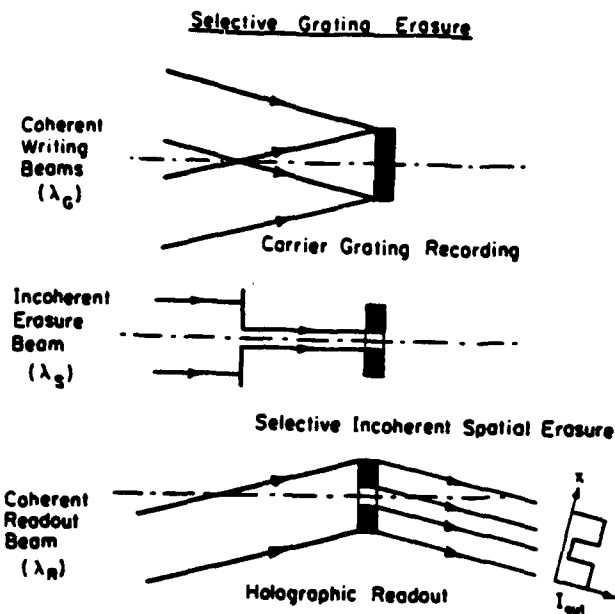 Selective Grating Erasure
Coherent
Writing
Beams
(λG)
Carrier Grating Recording
Incoherent
Erasure
Beam
(λS)
Selective Incoherent Spatial Erasure
Coherent
Readout
Beam
(λR)
Holographic Readout
x
Iout